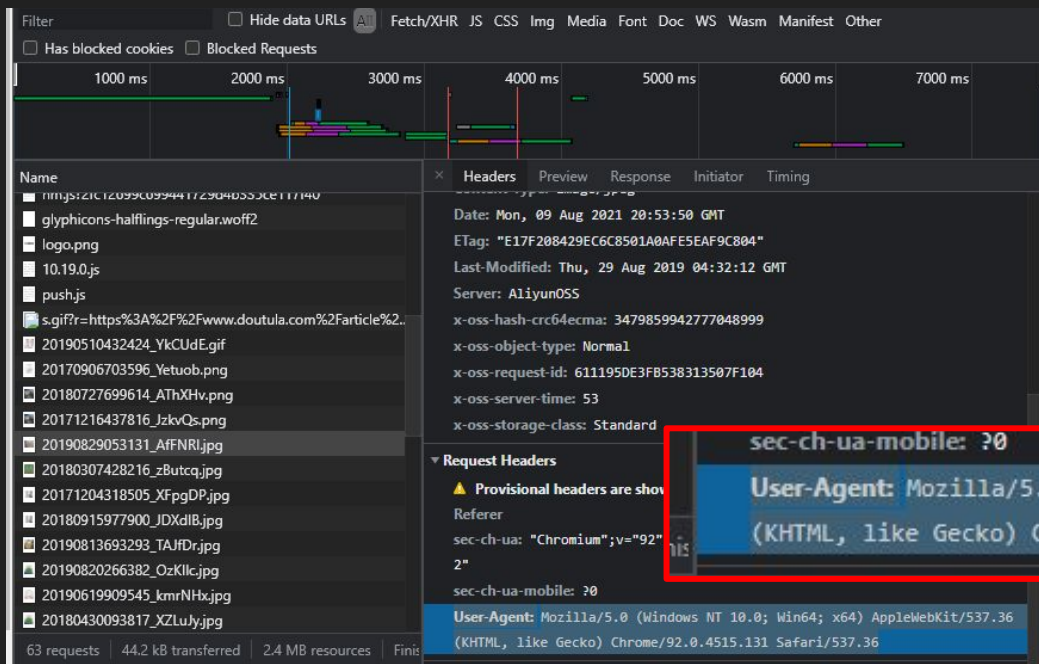 Filter
Hide data URLs All Fetch/XHR JS CSS Img Media Font Doc WS Wasm Manifest Other
Has blocked cookies Blocked Requests
1000 ms 2000 ms 3000 ms 4000 ms 5000 ms 6000 ms 7000 ms
Name
× Headers Preview Response Initiator Timing
glyphicons-halflings-regular.woff2
logo.png
10.19.0.js
push.js
s.gif?r=https%3A%2F%2Fwww.doutula.com%2Farticle%2...
20190510432424_YkCUdE.gif
20170906703596_Yetuob.png
20180727699614_AThXHv.png
20171216437816_JzkvQs.png
20190829053131_AfFNRI.jpg
20180307428216_zButcq.jpg
20171204318505_XFpgDP.jpg
20180915977900_JDXdIB.jpg
20190813693293_TAJfDr.jpg
20190820266382_OzKIlc.jpg
20190619909545_kmrNHx.jpg
20180430093817_XZLuJy.jpg
63 requests 44.2 kB transferred 2.4 MB resources Finis
Date: Mon, 09 Aug 2021 20:53:50 GMT
ETag: "E17F208429EC6C8501A0AFE5EAF9C804"
Last-Modified: Thu, 29 Aug 2019 04:32:12 GMT
Server: AliyunOSS
x-oss-hash-crc64ecma: 3479859942777048999
x-oss-object-type: Normal
x-oss-request-id: 611195DE3FB538313507F104
x-oss-server-time: 53
x-oss-storage-class: Standard
Request Headers
Provisional headers are show
Referer
sec-ch-ua: "Chromium";v="92"
2"
sec-ch-ua-mobile: ?0
User-Agent: Mozilla/5.0 (Windows NT 10.0; Win64; x64) AppleWebKit/537.36
(KHTML, like Gecko) Chrome/92.0.4515.131 Safari/537.36
sec-ch-ua-mobile: ?0
User-Agent: Mozilla/5.
(KHTML, like Gecko) C